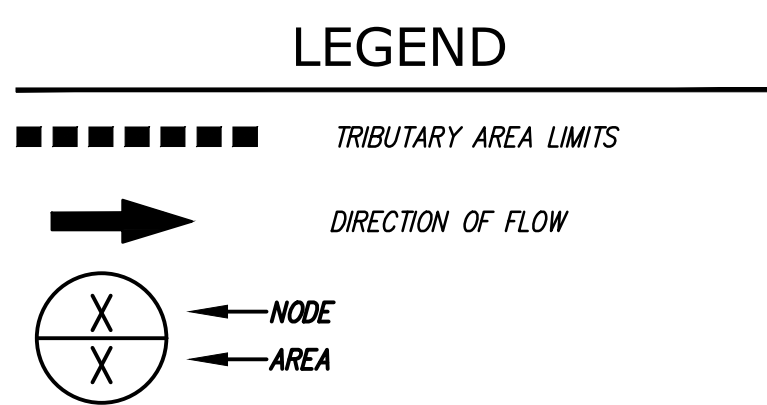 LEGEND
TRIBUTARY AREA LIMITS
DIRECTION OF FLOW
X
NODE
X
AREA